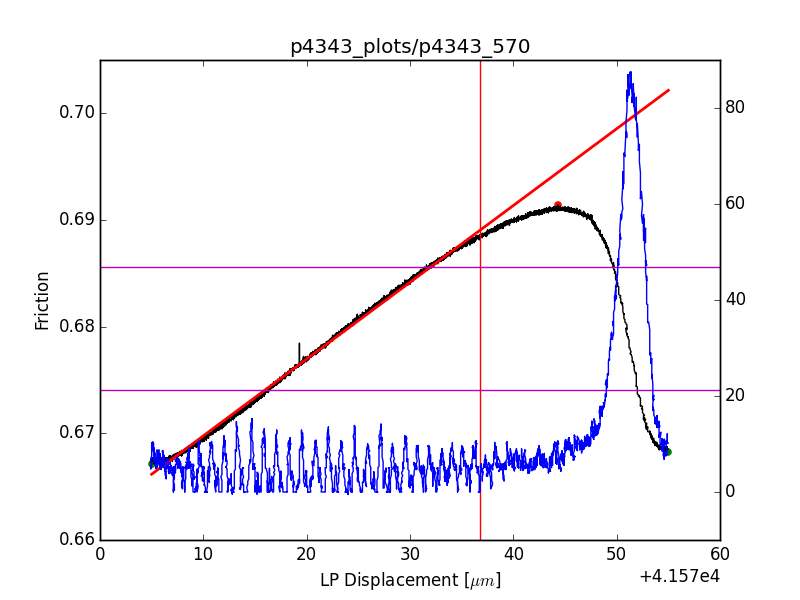 p4343_plots/p4343_570
0.70
0.69
0.68
0.67
0.66
Friction
80
60
40
20
0
0 10 20 30 40 50 60
LP Displacement [μm]
+4.157e4